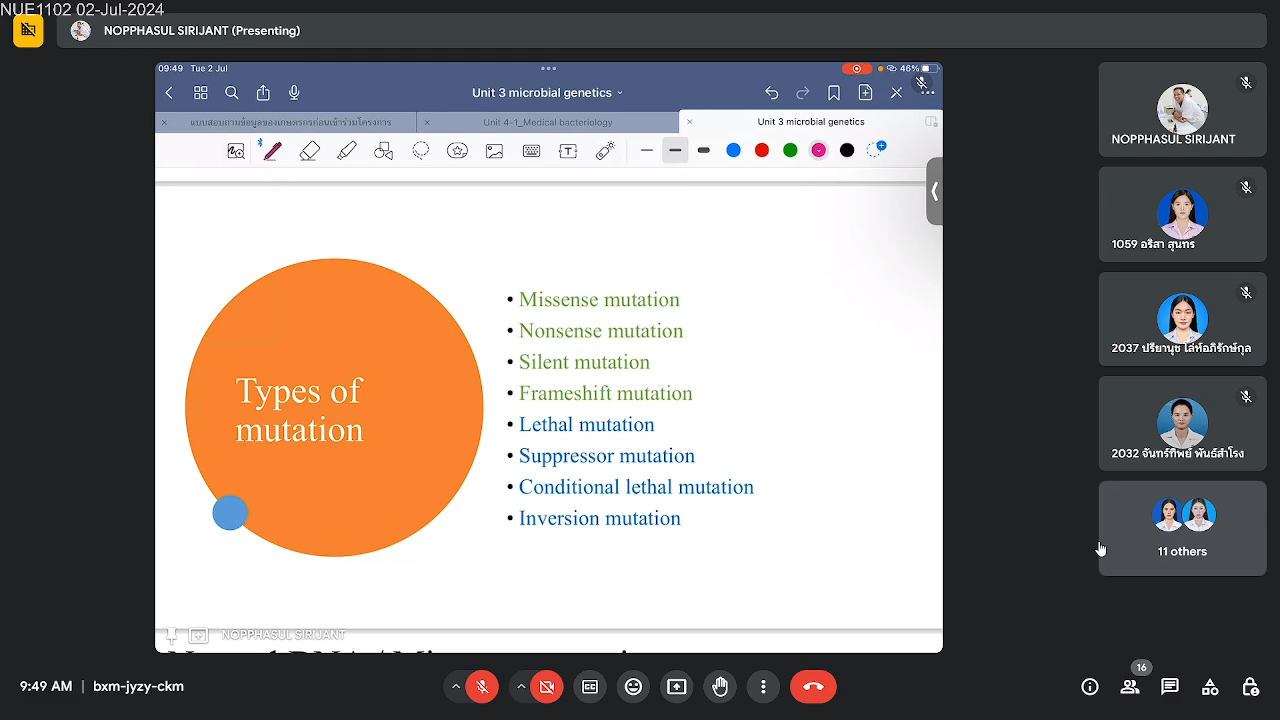 NUE1102 02-Jul-2024
NOPPHASUL SIRIJANT (Presenting)
09:49 Tue 2 Jul
46%
Unit 3 microbial genetics
แบบสอบถามข้อมูลของเกษตรกรก่อนเข้าร่วมโครงการ
Unit 4-1_Medical bacteriology
Unit 3 microbial genetics
Types of
mutation
• Missense mutation
• Nonsense mutation
• Silent mutation
• Frameshift mutation
• Lethal mutation
• Suppressor mutation
• Conditional lethal mutation
• Inversion mutation
NOPPHASUL SIRIJANT
NOPPHASUL SIRIJANT
1059 อริสา สุนทร
2037 ปรียานุช โล่ห์อภิรักษ์กุล
2032 จันทร์ทิพย์ พันธ์สำโรง
11 others
9:49 AM | bxm-jyzy-ckm
16